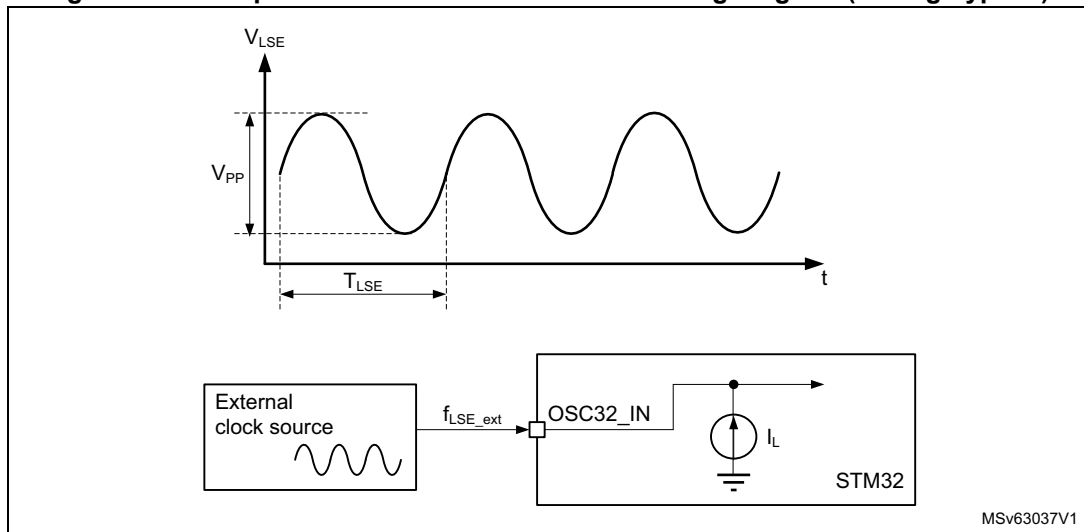 V_LSE
V_PP
T_LSE
t
External
clock source
f_LSE_ext
OSC32_IN
I_L
STM32
MSv63037V1